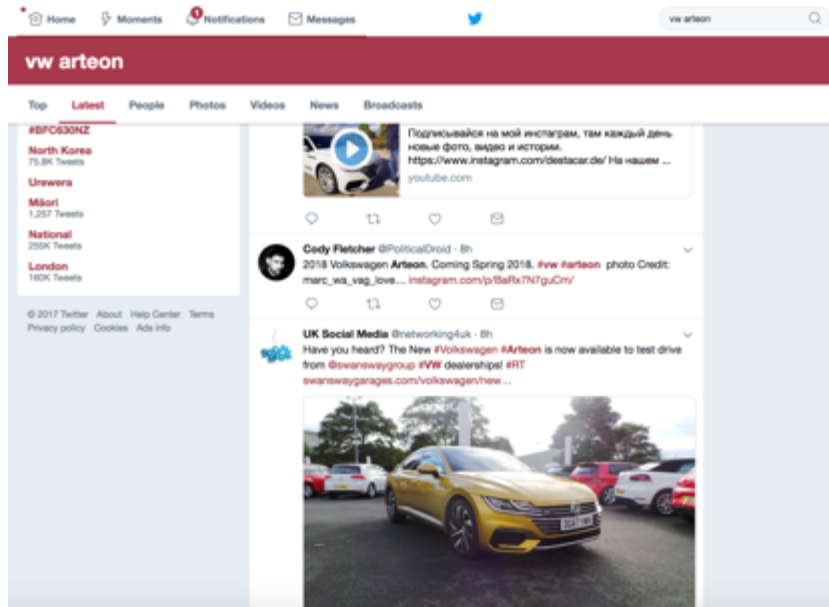 Home Moments 1 Notifications Messages vw arteon
vw arteon
Top Latest People Photos Videos News Broadcasts
#BFC630NZ
North Korea
75.8K Tweets
Urewera
Māori
1,257 Tweets
National
255K Tweets
London
160K Tweets
© 2017 Twitter About Help Center Terms
Privacy policy Cookies Ads info
Подписывайся на мой инстаграм, там каждый день
новые фото, видео и истории.
https://www.instagram.com/destacar.de/ На нашем ...
youtube.com
Cody Fletcher @PoliticalDroid · 8h
2018 Volkswagen Arteon. Coming Spring 2018. #vw #arteon photo Credit:
marc_wa_vag_love... instagram.com/p/BaRx7N7guCm/
UK Social Media @networking4uk · 8h
Have you heard? The New #Volkswagen #Arteon is now available to test drive
from @swanswaygroup #VW dealerships! #RT
swanswaygarages.com/volkswagen/new...